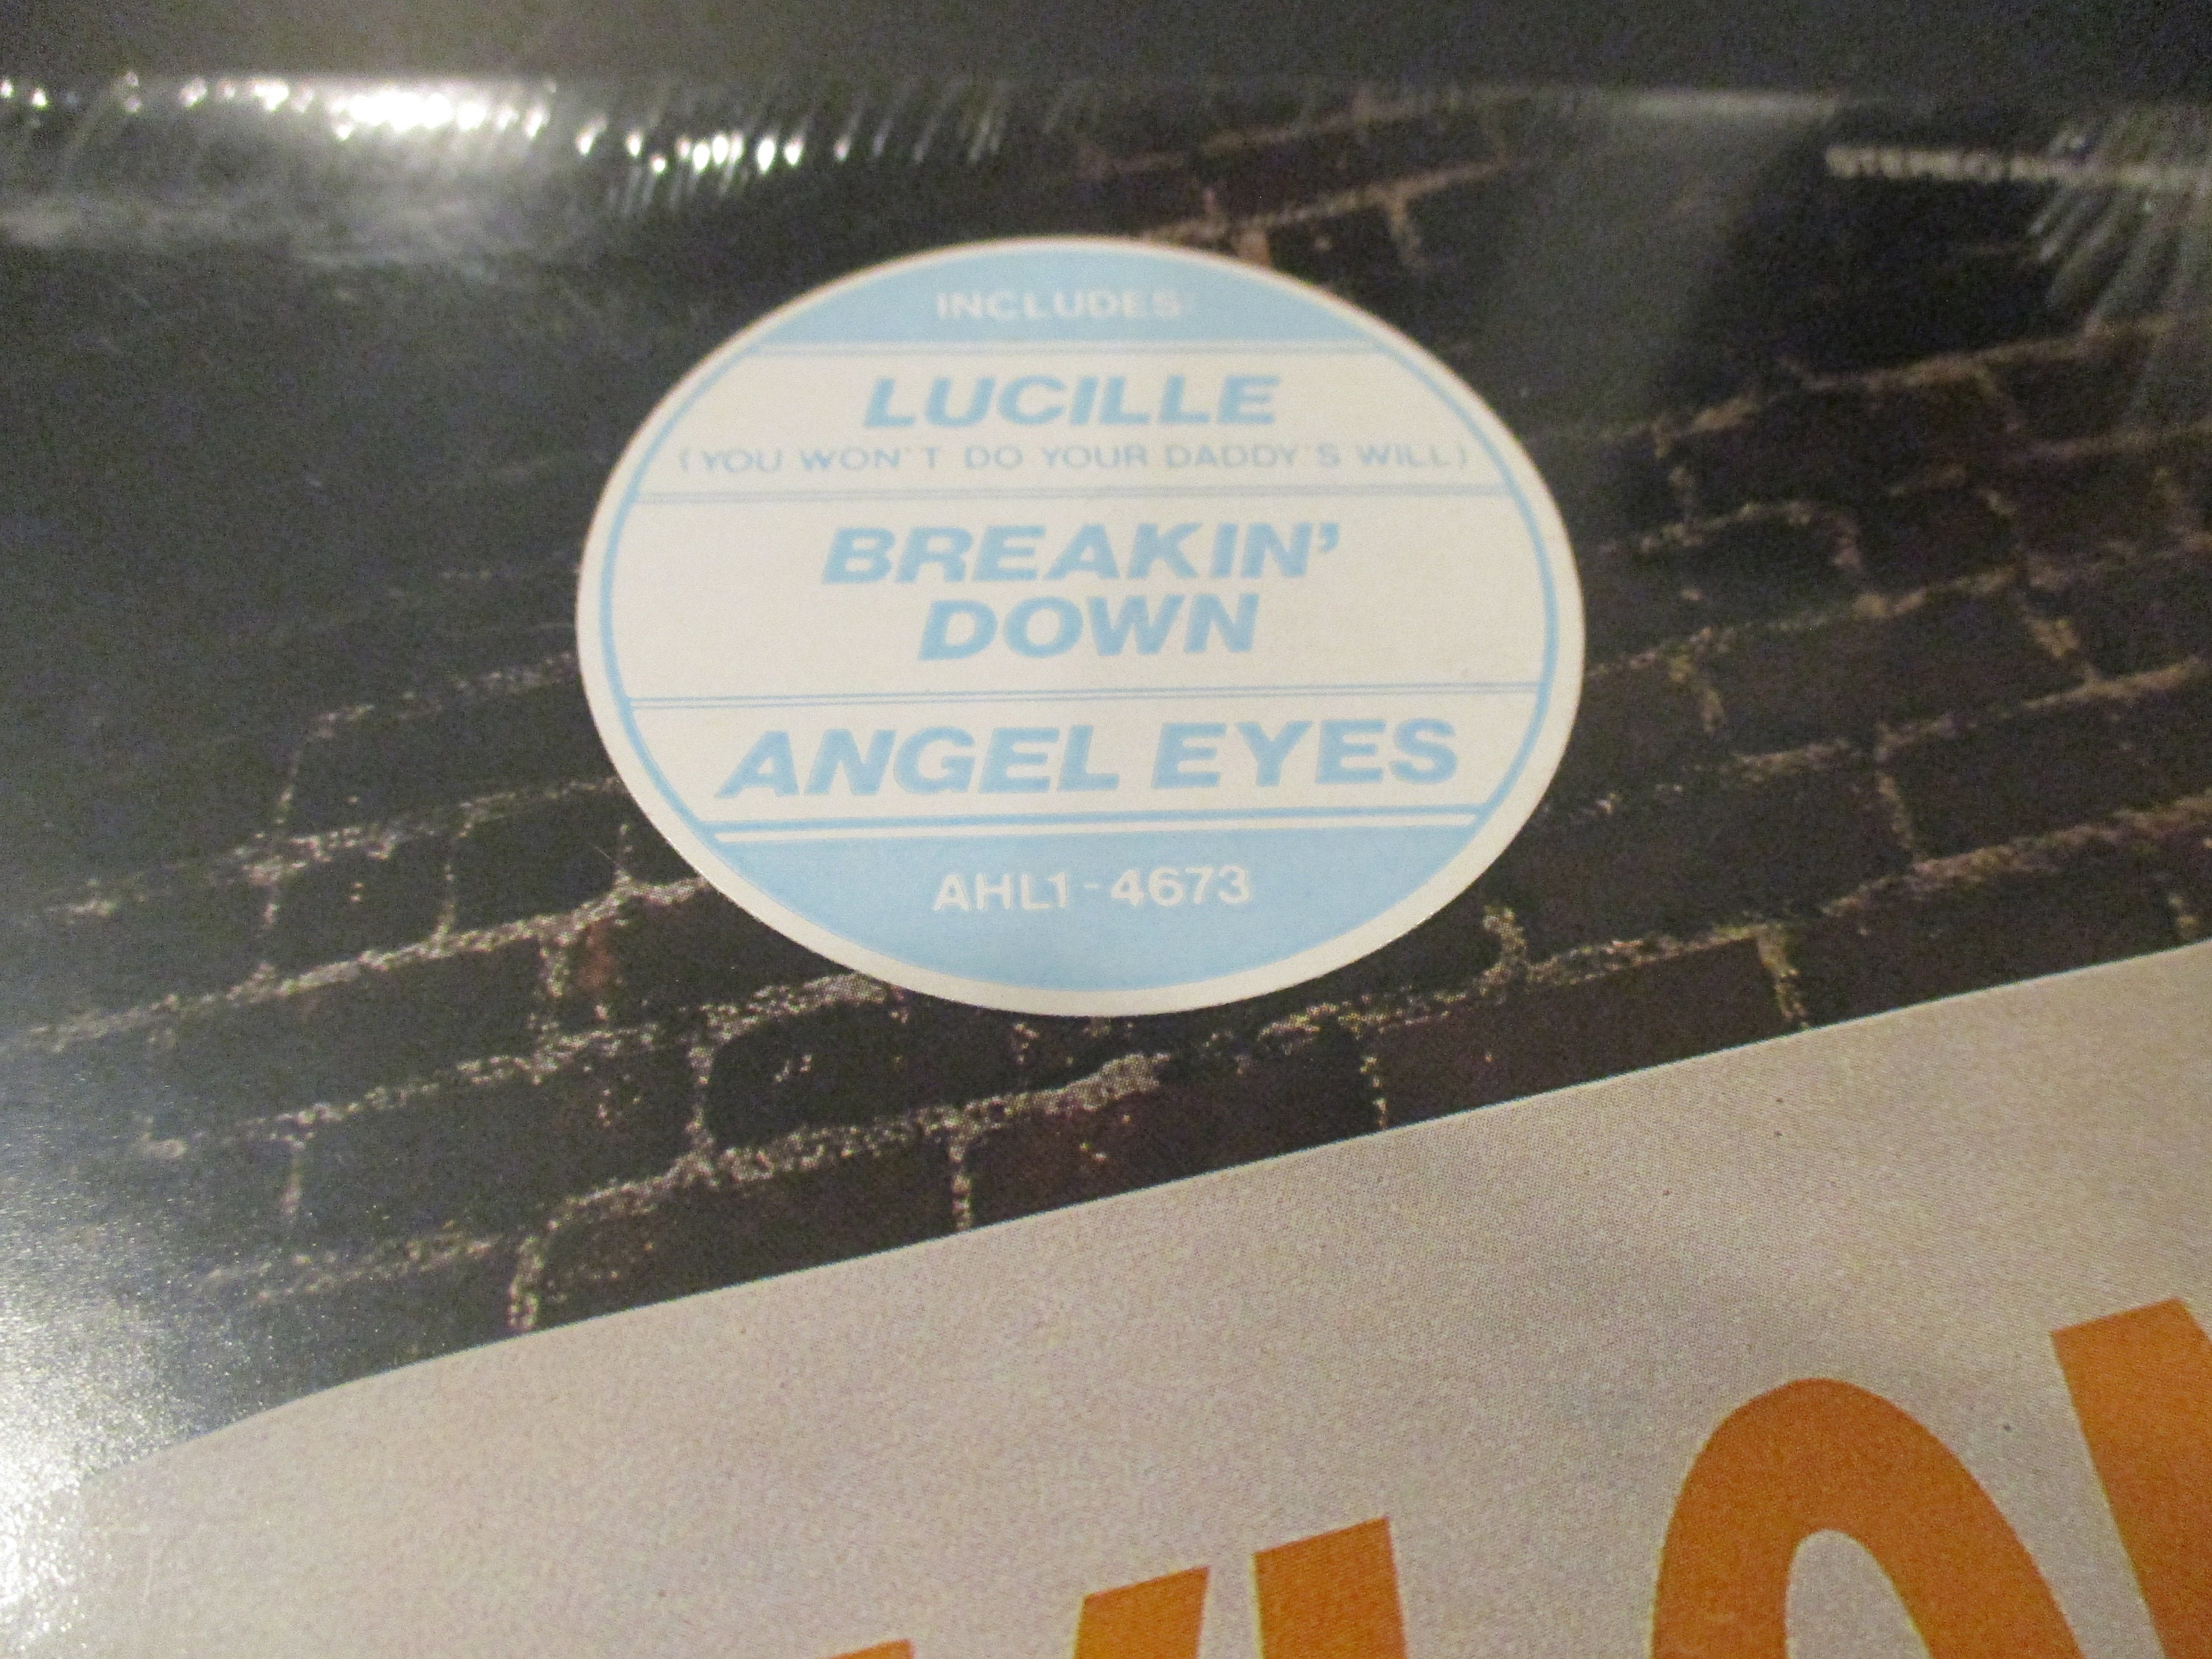 INCLUDES:
LUCILLE
(YOU WON'T DO YOUR DADDY'S WILL)
BREAKIN'
DOWN
ANGEL EYES
AHL1-4673